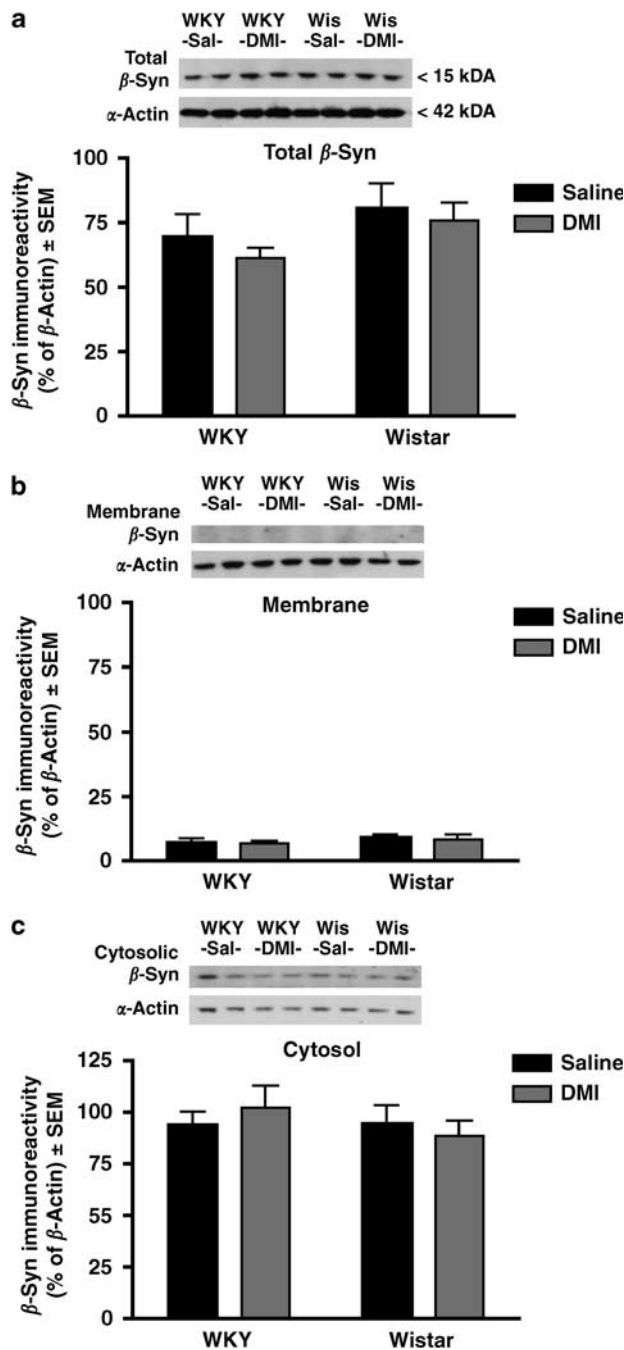 a
WKY WKY Wis Wis
-Sal- -DMI- -Sal- -DMI-
Total
β-Syn
< 15 kDA
α-Actin
< 42 kDA
Total β-Syn
β-Syn immunoreactivity
(% of β-Actin) ± SEM
100
75
50
25
0
Saline
DMI
WKY Wistar
b
WKY WKY Wis Wis
-Sal- -DMI- -Sal- -DMI-
Membrane
β-Syn
α-Actin
Membrane
β-Syn immunoreactivity
(% of β-Actin) ± SEM
100
75
50
25
0
Saline
DMI
WKY Wistar
c
WKY WKY Wis Wis
-Sal- -DMI- -Sal- -DMI-
Cytosolic
β-Syn
α-Actin
Cytosol
β-Syn immunoreactivity
(% of β-Actin) ± SEM
125
100
75
55
25
0
Saline
DMI
WKY Wistar